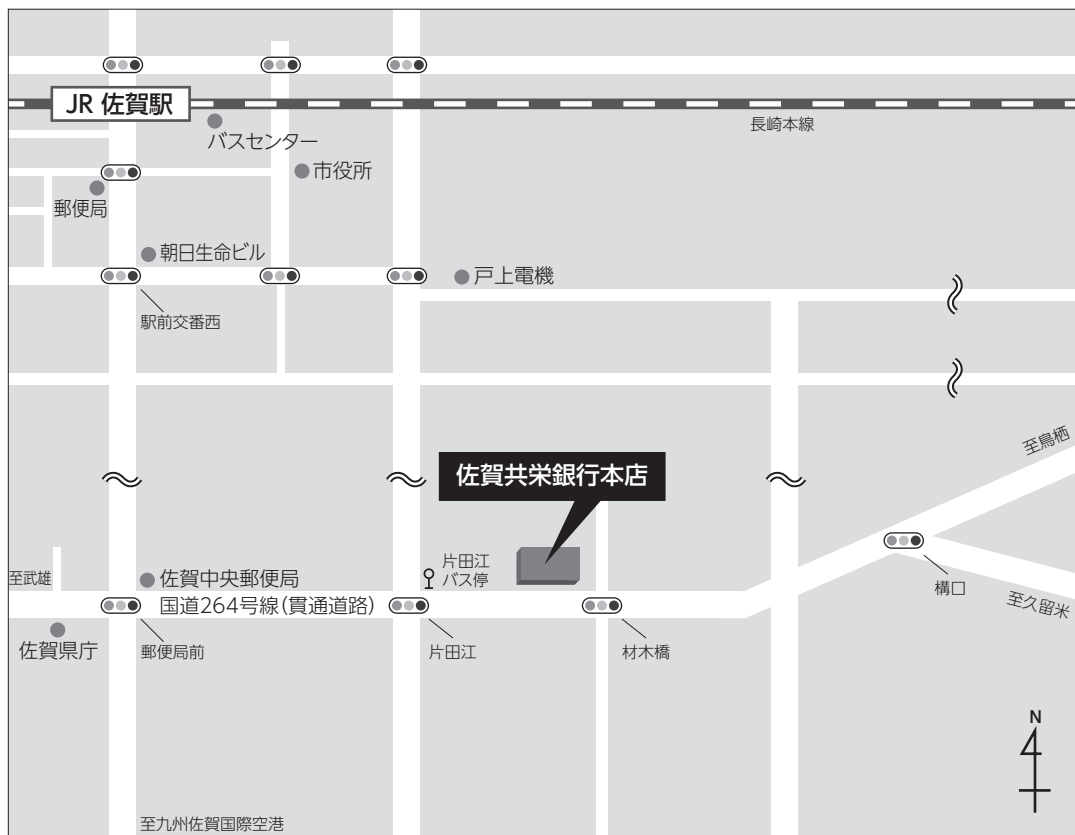 JR 佐賀駅
長崎本線
バスセンター
市役所
郵便局
朝日生命ビル
戸上電機
駅前交番西
至鳥栖
佐賀共栄銀行本店
片田江
バス停
構口
至久留米
至武雄
佐賀中央郵便局
国道264号線(貫通道路)
佐賀県庁
郵便局前
片田江
材木橋
N
至九州佐賀国際空港